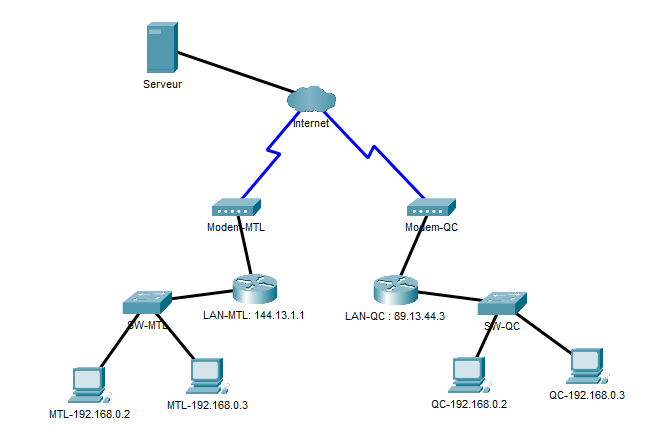 Serveur
Internet
Modem-MTL
Modem-QC
LAN-MTL: 144.13.1.1
LAN-QC : 89.13.44.3
SW-MTL
SW-QC
MTL-192.168.0.2
MTL-192.168.0.3
QC-192.168.0.2
QC-192.168.0.3